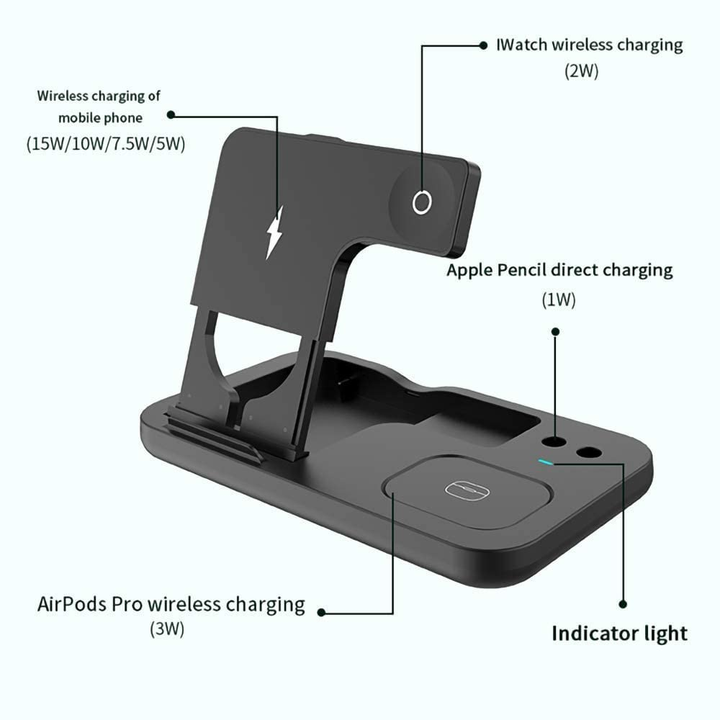 IWatch wireless charging
(2W)
Wireless charging of
mobile phone
(15W/10W/7.5W/5W)
Apple Pencil direct charging
(1W)
AirPods Pro wireless charging
(3W)
Indicator light